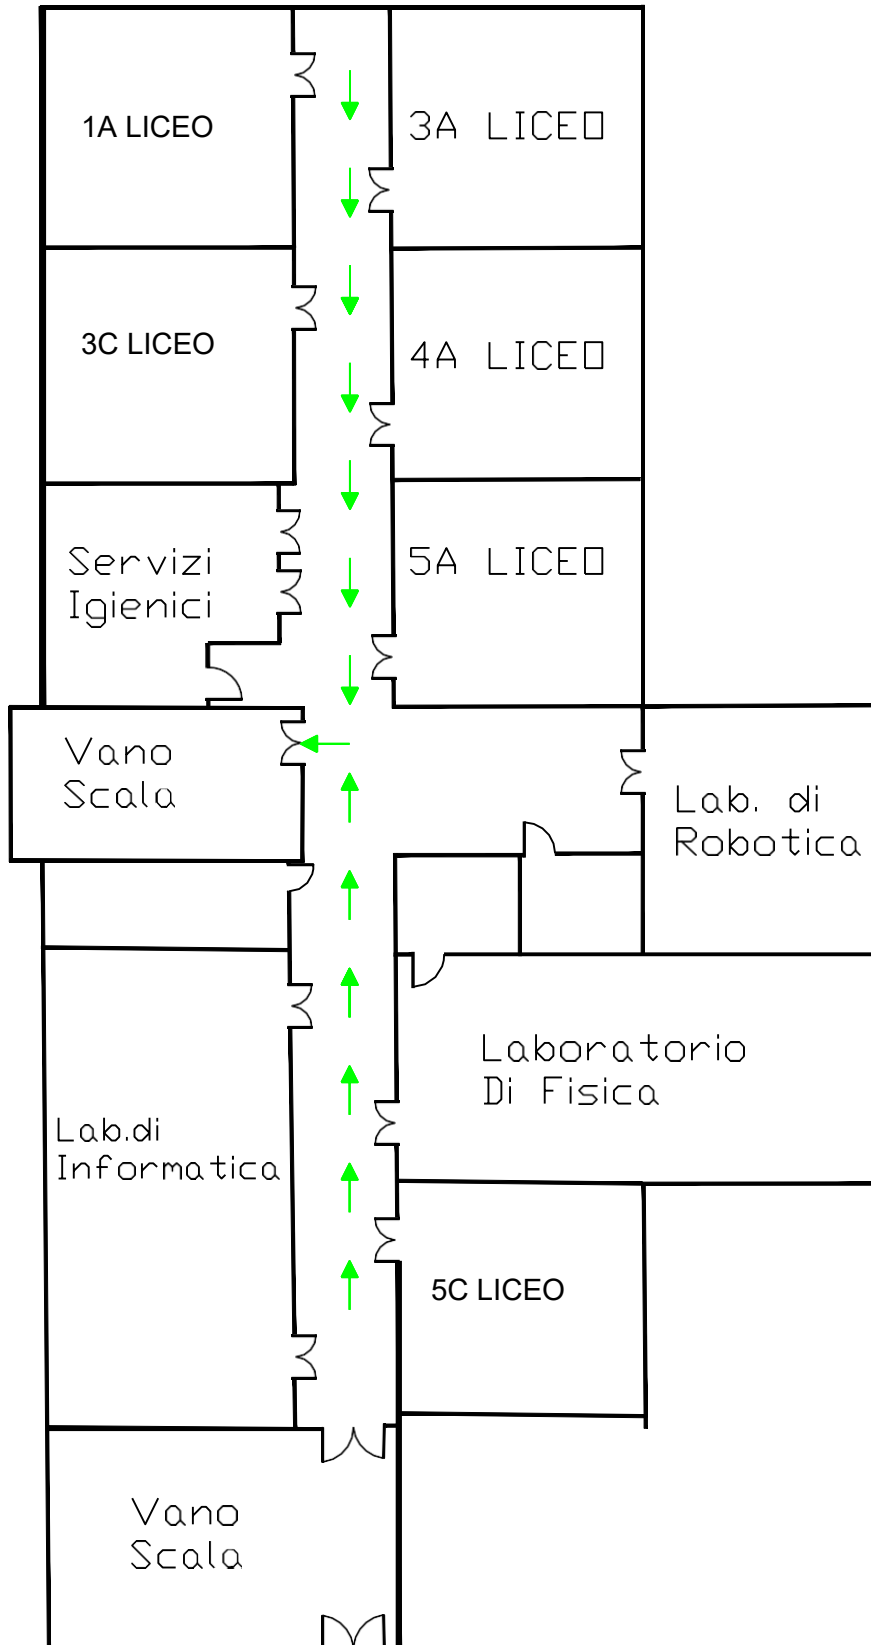 1A LICEO
3A LICEO
3C LICEO
4A LICEO
Servizi
Igienici
5A LICEO
Vano
Scala
Lab. di
Robotica
Laboratorio
Di Fisica
Lab.di
Informatica
5C LICEO
Vano
Scala